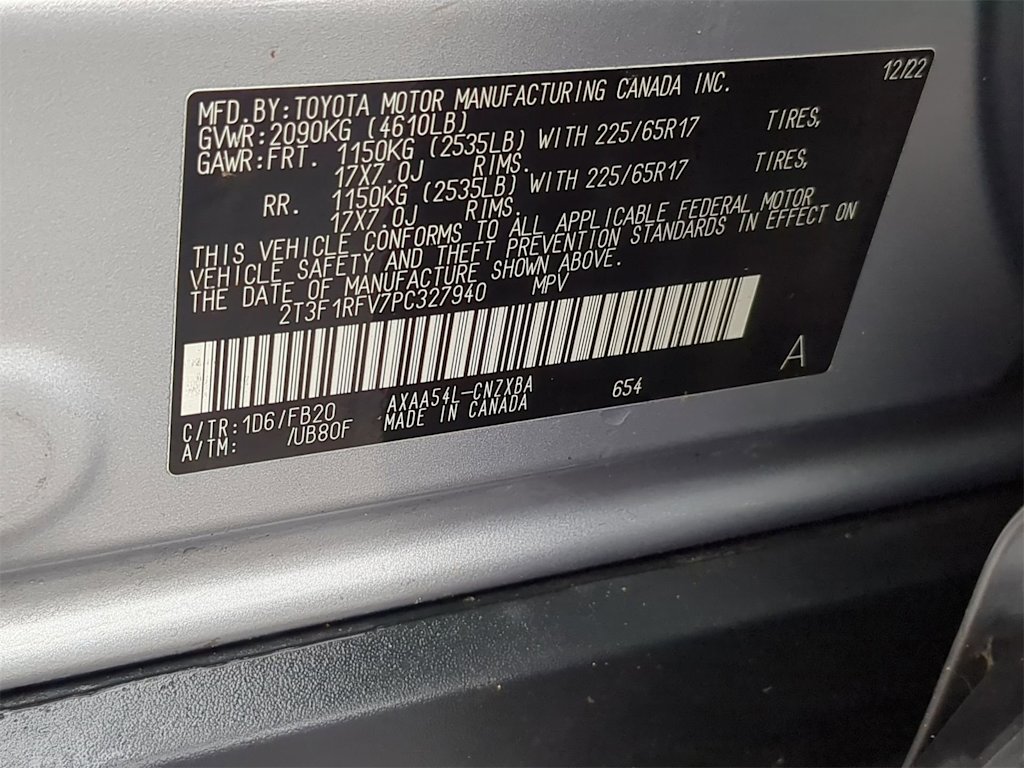 12/22
MFD.BY:TOYOTA MOTOR MANUFACTURING CANADA INC.
GVWR:2090KG (4610LB)
GAWR:FRT. 1150KG (2535LB) WITH 225/65R17 TIRES,
17X7.0J RIMS.
RR. 1150KG (2535LB) WITH 225/65R17 TIRES,
17X7.0J RIMS.
THIS VEHICLE CONFORMS TO ALL APPLICABLE FEDERAL MOTOR
VEHICLE SAFETY AND THEFT PREVENTION STANDARDS IN EFFECT ON
THE DATE OF MANUFACTURE SHOWN ABOVE.
2T3F1RFV7PC327940 MPV
A
C/TR:1D6/FB20 AXAA54L-CNZXBA 654
A/TM: /UB80F MADE IN CANADA